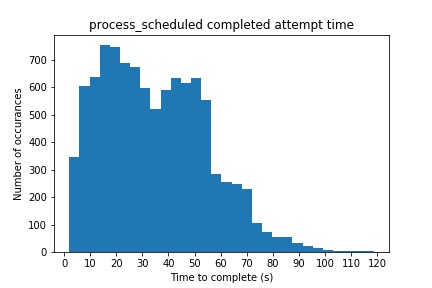 process_scheduled completed attempt time
Number of occurances
700
600
500
400
300
200
100
0
0 10 20 30 40 50 60 70 80 90 100 110 120
Time to complete (s)